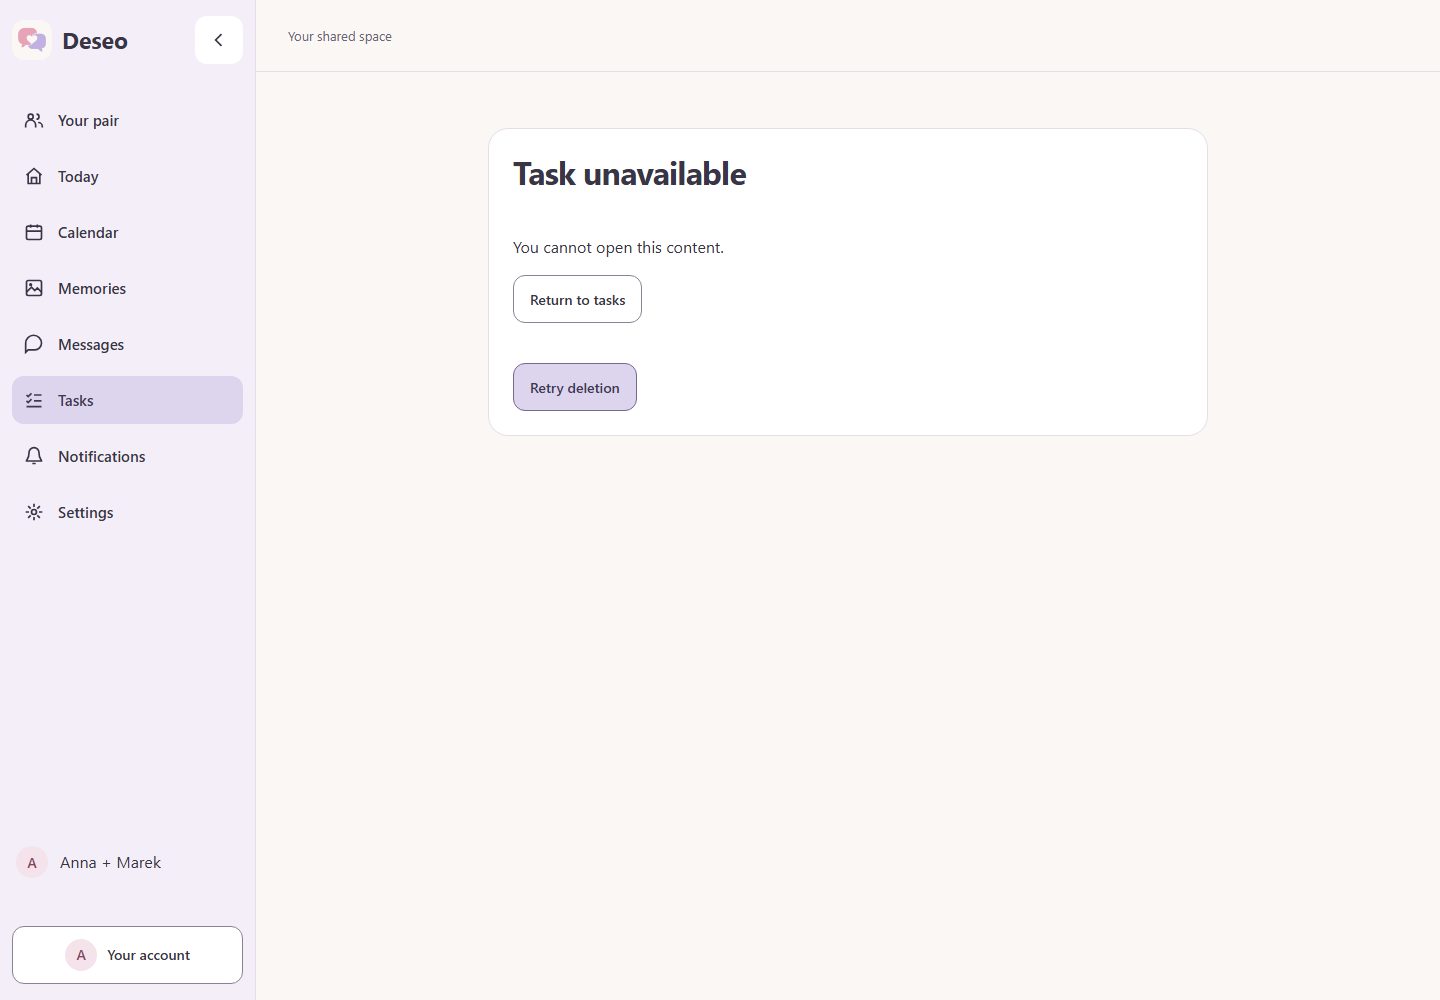 Deseo
Your shared space
Your pair
Today
Calendar
Memories
Messages
Tasks
Notifications
Settings
Task unavailable
You cannot open this content.
Return to tasks
Retry deletion
A
Anna + Marek
A
Your account